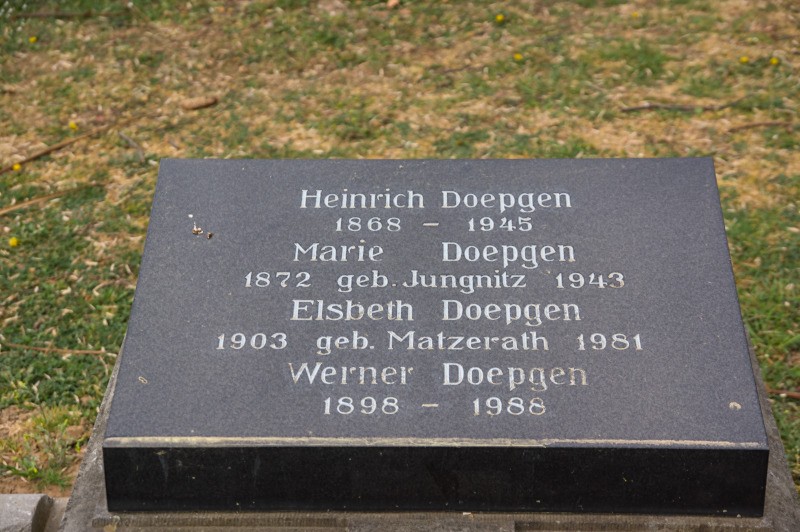 Heinrich Doepgen
1868 – 1945
Marie Doepgen
1872 geb. Jungnitz 1943
Elsbeth Doepgen
1903 geb. Matzerath 1981
Werner Doepgen
1898 – 1988